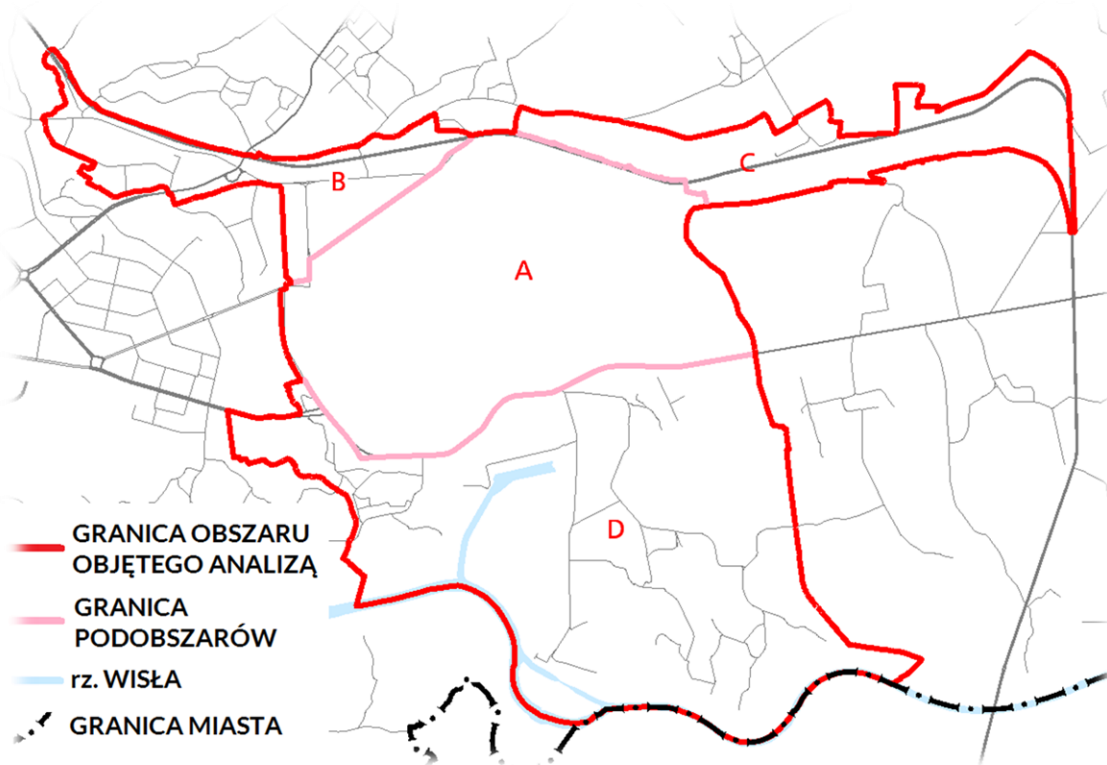 B
C
A
D
GRANICA OBSZARU
OBJĘTEGO ANALIZĄ
GRANICA
PODOBSZARÓW
rz. WISŁA
GRANICA MIASTA